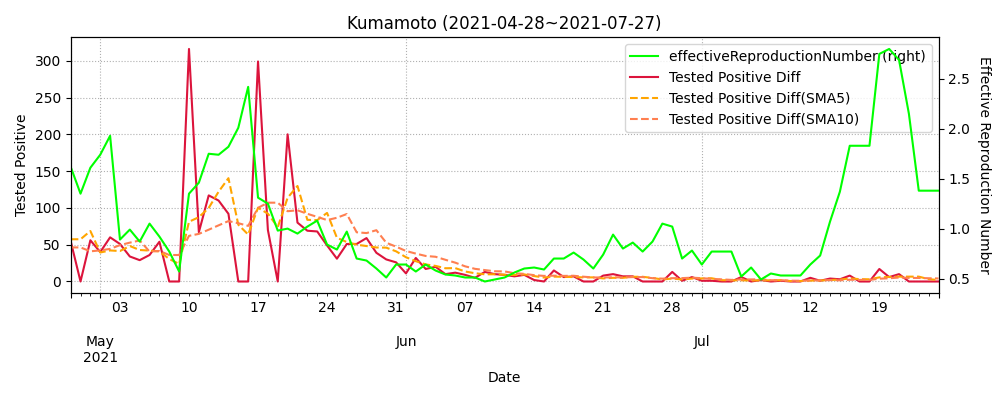 Kumamoto (2021-04-28~2021-07-27)
effectiveReproductionNumber (right)
Tested Positive Diff
Tested Positive Diff(SMA5)
Tested Positive Diff(SMA10)
Tested Positive
300
250
200
150
100
50
0
Effective Reproduction Number
2.5
2.0
1.5
1.0
0.5
03 10 17 24 31 07 14 21 28 05 12 19
May Jun Jul
2021
Date